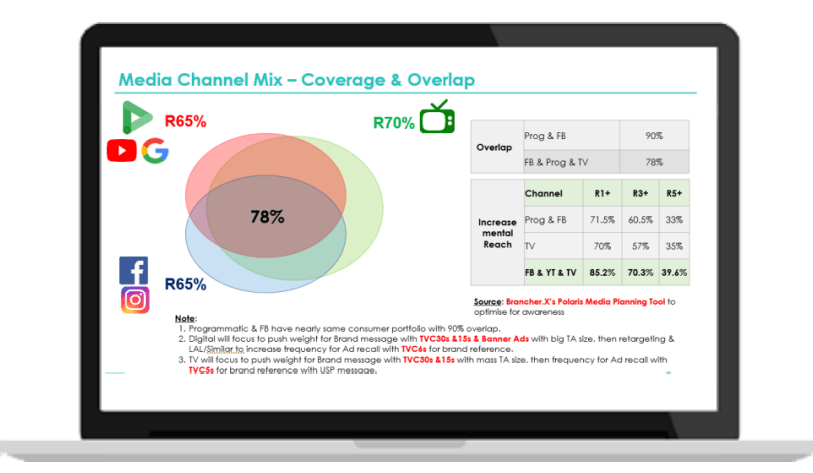 Media Channel Mix – Coverage & Overlap
R65%
R70%
78%
R65%
Overlap
Prog & FB
90%
FB & Prog & TV
78%
Increase
mental
Reach
Channel R1+ R3+ R5+
Prog & FB 71.5% 60.5% 33%
TV 70% 57% 35%
FB & YT & TV 85.2% 70.3% 39.6%
Source: Brancher.X's Polaris Media Planning Tool to
optimise for awareness
Note:
1. Programmatic & FB have nearly same consumer portfolio with 90% overlap.
2. Digital will focus to push weight for Brand message with TVC30s &15s & Banner Ads with big TA size, then retargeting &
LAL/Similar to increase frequency for Ad recall with TVC6s for brand reference.
3. TV will focus to push weight for Brand message with TVC30s &15s with mass TA size, then frequency for Ad recall with
TVC5s for brand reference with USP message.